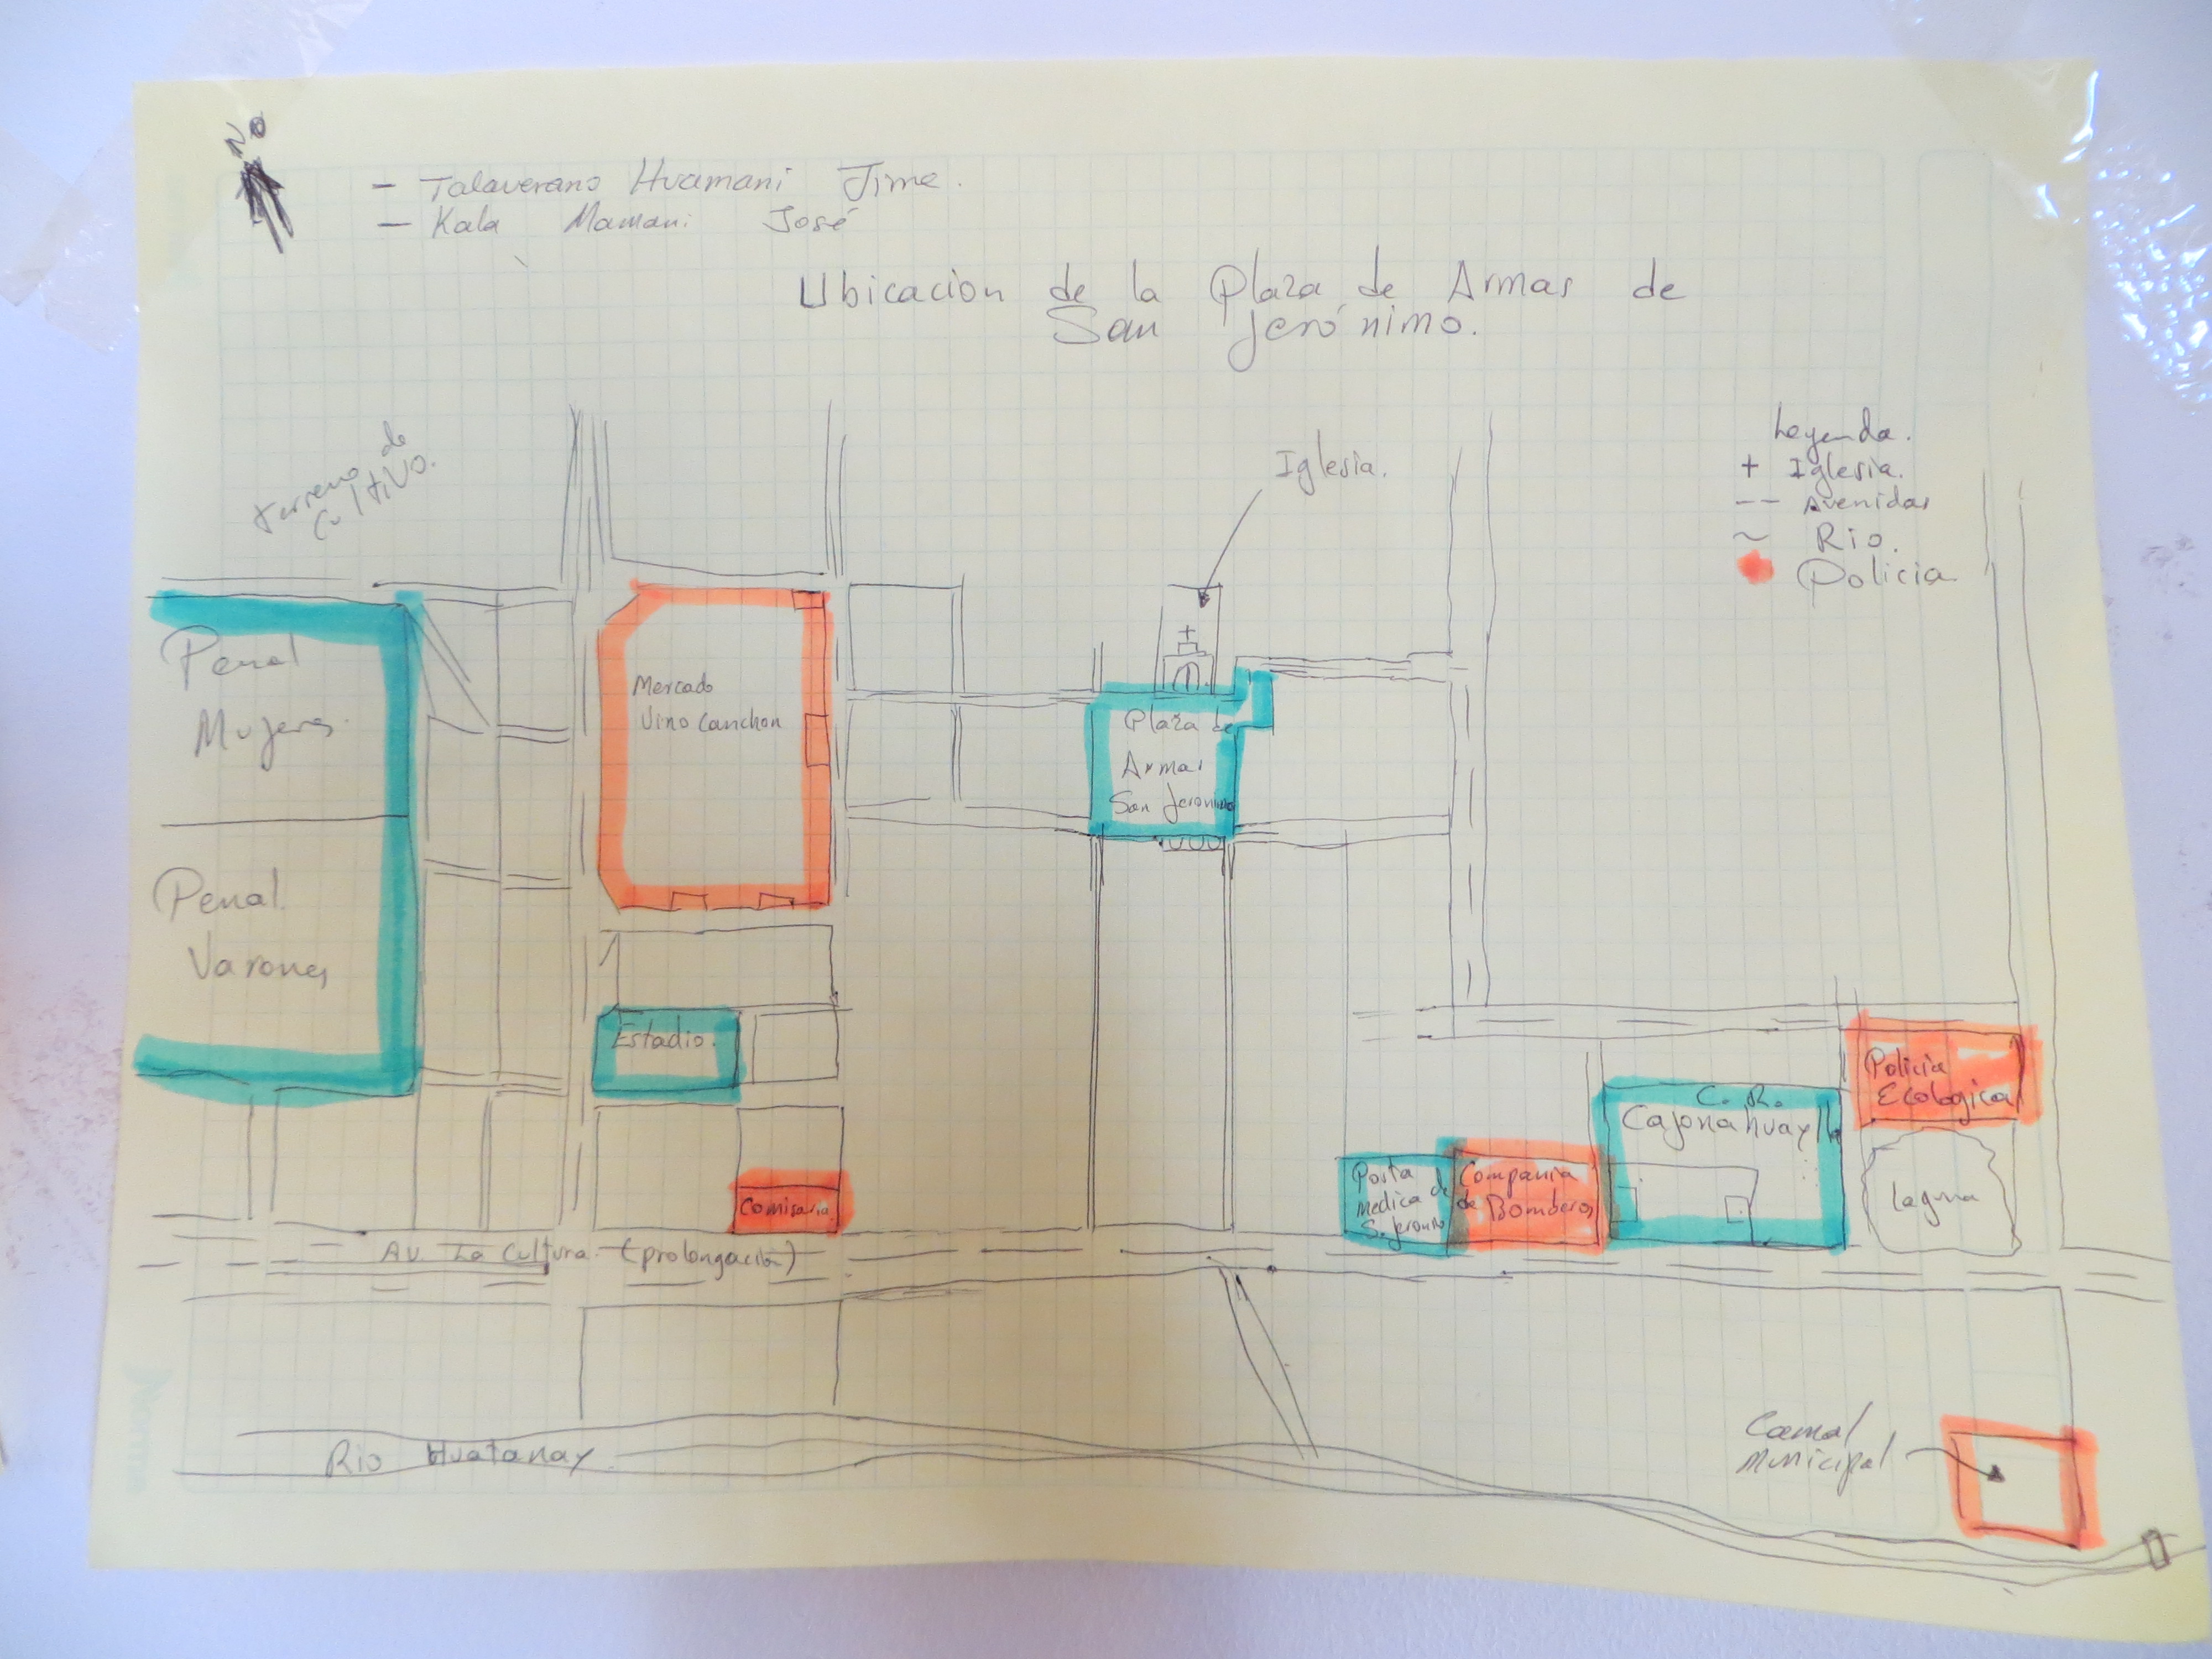 No
- Talaverano Huamani Jime.
- Kala Mamani José
Ubicacion de la Plaza de Armas de
San Jerónimo.
Leyenda.
+ Iglesia.
-- Avenidas
~ Rio.
Policia
Iglesia.
terreno de
CultiVo.
Penal
Mujeres.
Mercado
Vino Canchon
Plaza de
Armas
San Jeronimo
Penal.
Varones
Estadio.
Policia
Ecologica
C. R.
Cajonahuaylla
Posta
medica de
S. jeronimo
Compania
de Bomberos
laguna
Comisaria
Av. La Cultura (prolongación)
Rio Huatanay.
Camal
municipal